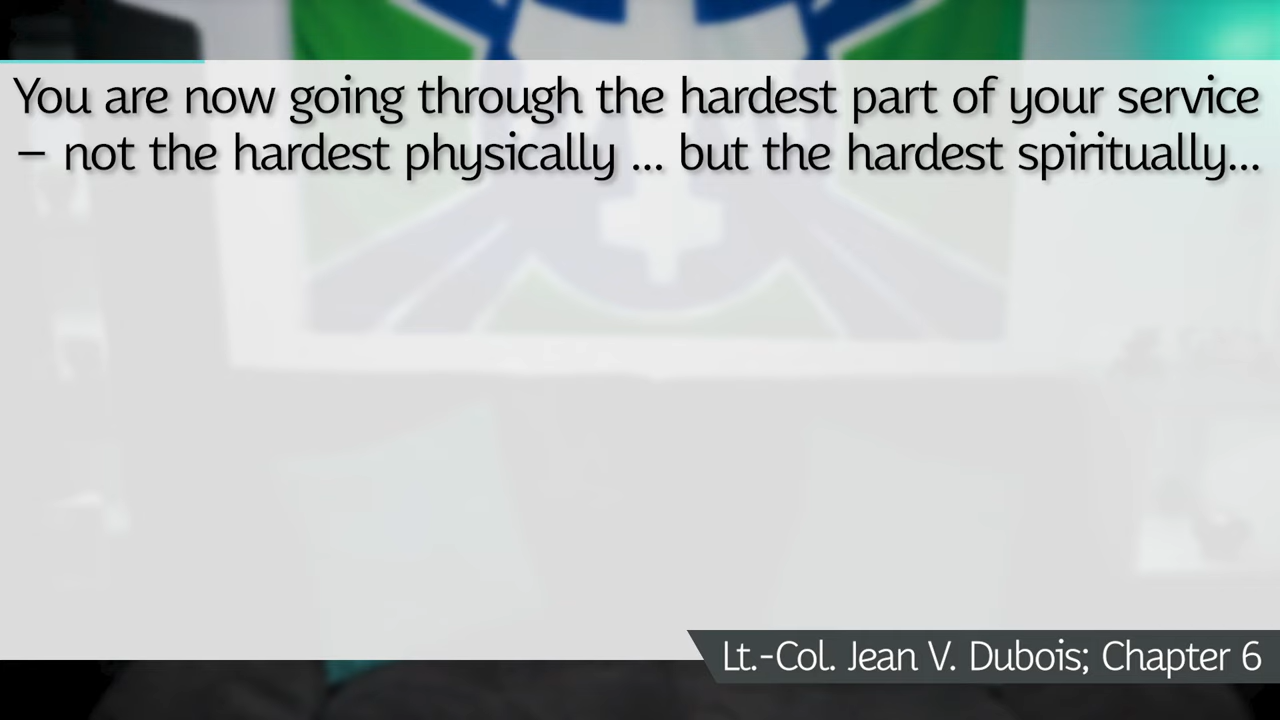 You are now going through the hardest part of your service
– not the hardest physically ... but the hardest spiritually...
Lt.-Col. Jean V. Dubois; Chapter 6